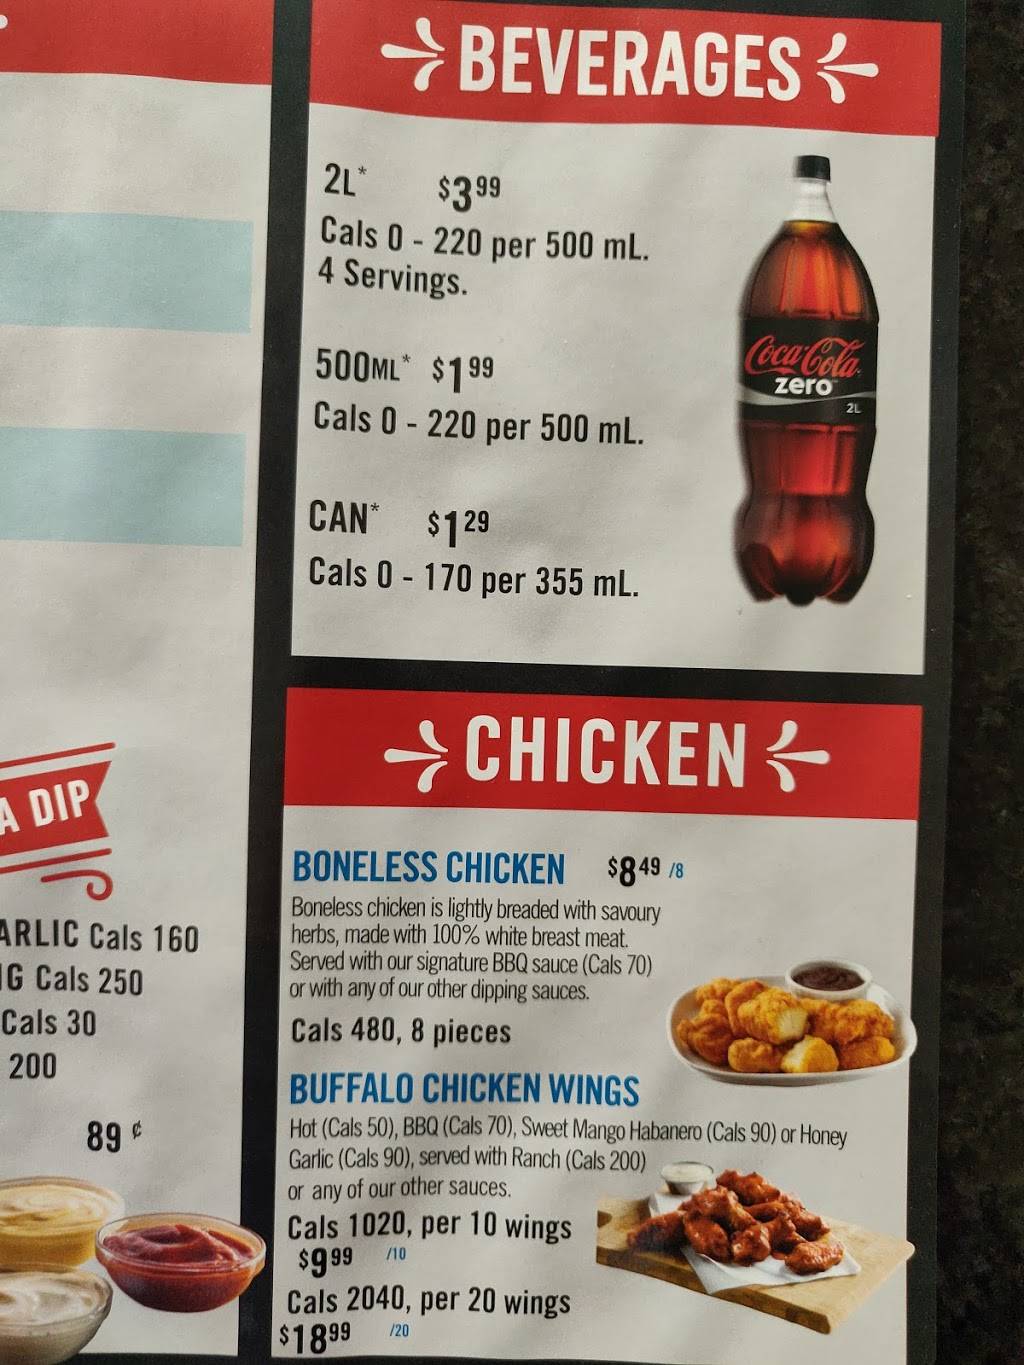 BEVERAGES
2L* $3.99
Cals 0 - 220 per 500 mL.
4 Servings.
500ML* $1.99
Cals 0 - 220 per 500 mL.
CAN* $1.29
Cals 0 - 170 per 355 mL.
Coca-Cola
zero
2L
A DIP
ARLIC Cals 160
G Cals 250
Cals 30
200
89 ¢
CHICKEN
BONELESS CHICKEN $8.49 /8
Boneless chicken is lightly breaded with savoury
herbs, made with 100% white breast meat.
Served with our signature BBQ sauce (Cals 70)
or with any of our other dipping sauces.
Cals 480, 8 pieces
BUFFALO CHICKEN WINGS
Hot (Cals 50), BBQ (Cals 70), Sweet Mango Habanero (Cals 90) or Honey
Garlic (Cals 90), served with Ranch (Cals 200)
or any of our other sauces.
Cals 1020, per 10 wings
$9.99 /10
Cals 2040, per 20 wings
$18.99 /20